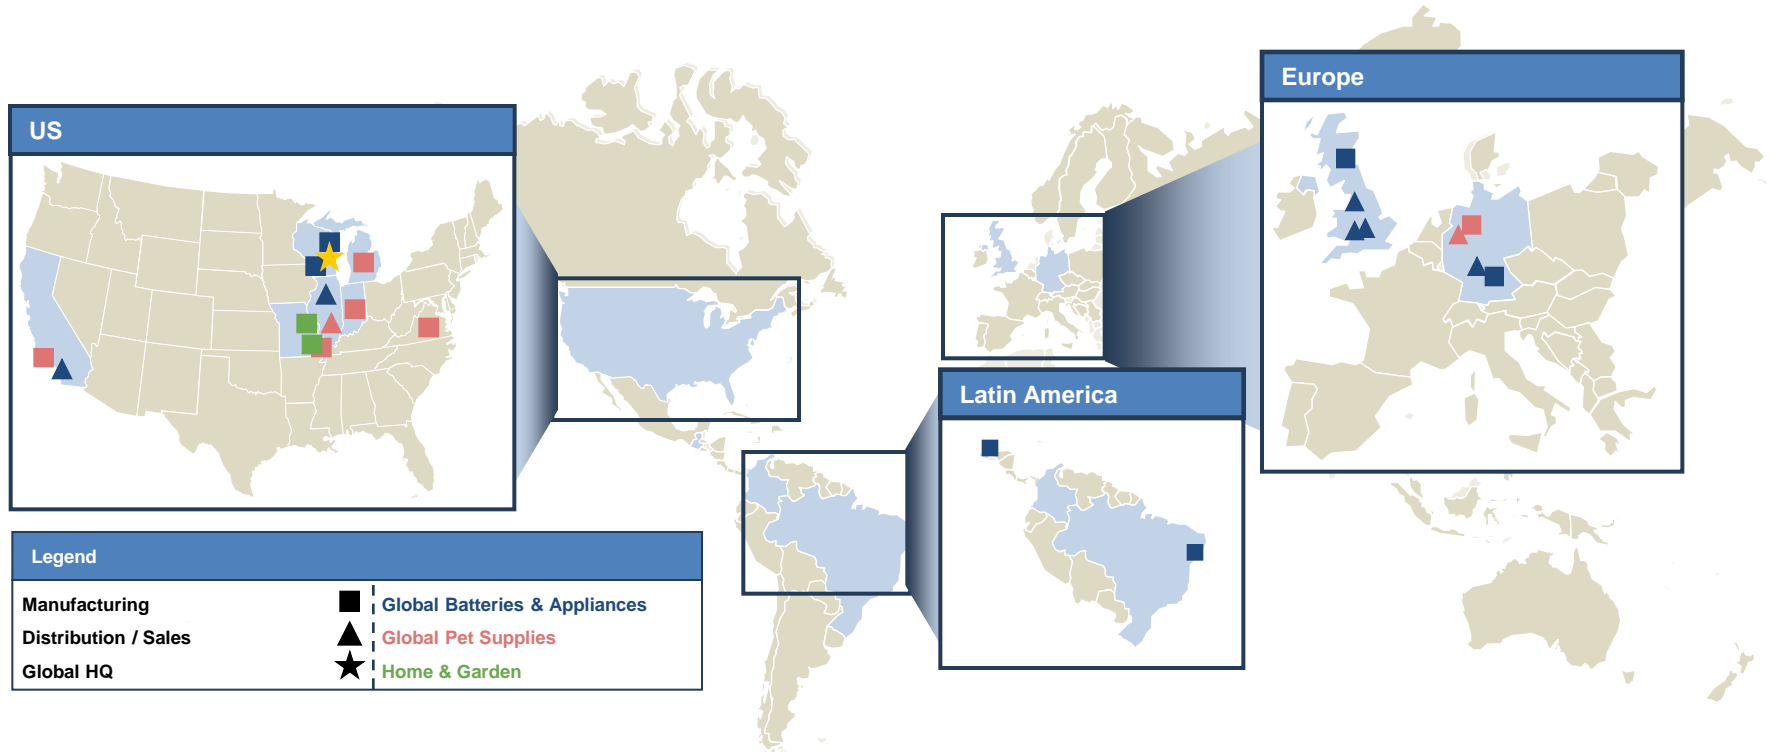 Europe
US
Latin America
Legend
Manufacturing
Global Batteries & Appliances
Distribution / Sales
Global Pet Supplies
Global HQ
Home & Garden